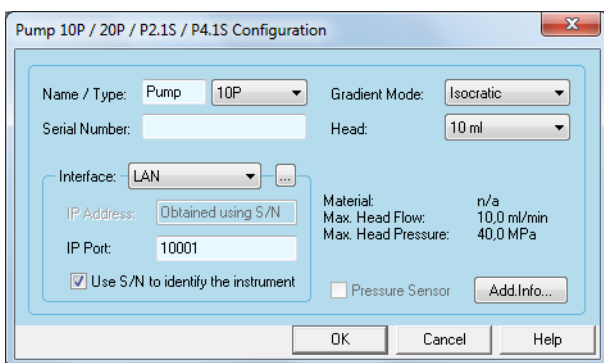 Pump 10P / 20P / P2.1S / P4.1S Configuration
Name / Type: Pump 10P
Gradient Mode: Isocratic
Serial Number:
Head: 10 ml
Interface: LAN ...
IP Address: Obtained using S/N
IP Port: 10001
Use S/N to identify the instrument
Material: n/a
Max. Head Flow: 10,0 ml/min
Max. Head Pressure: 40,0 MPa
Pressure Sensor Add.Info...
OK Cancel Help